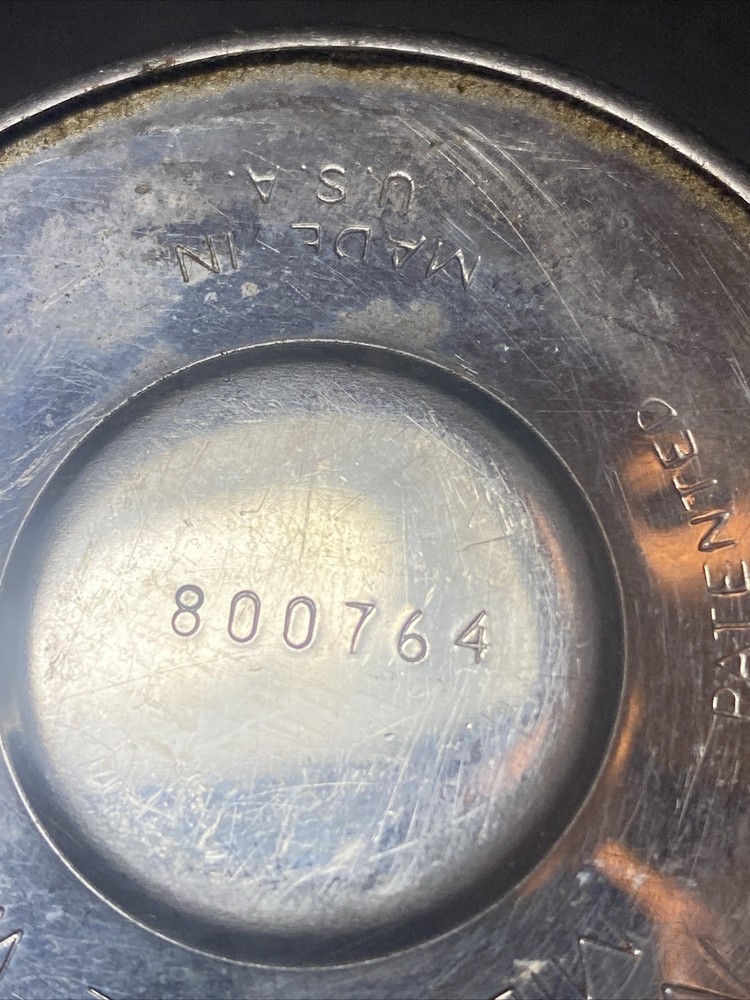 MADE IN
U.S.A.
PATENTED
800764